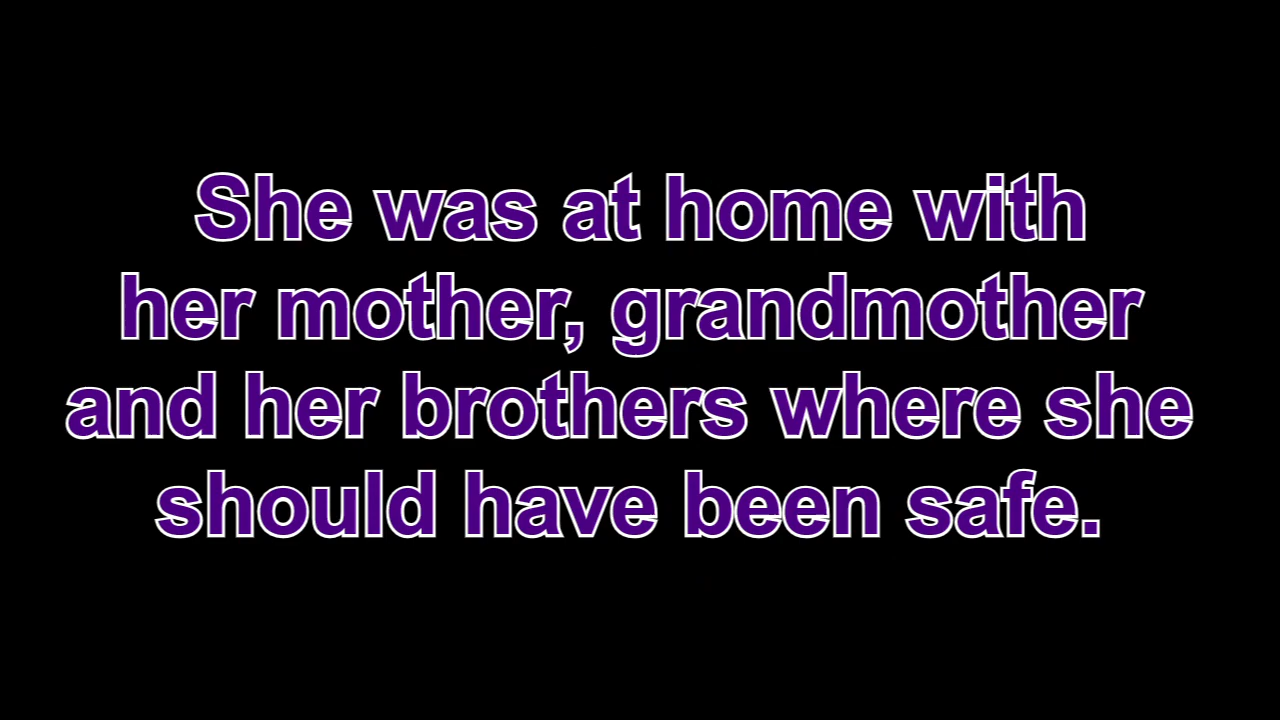 She was at home with
her mother, grandmother
and her brothers where she
should have been safe.